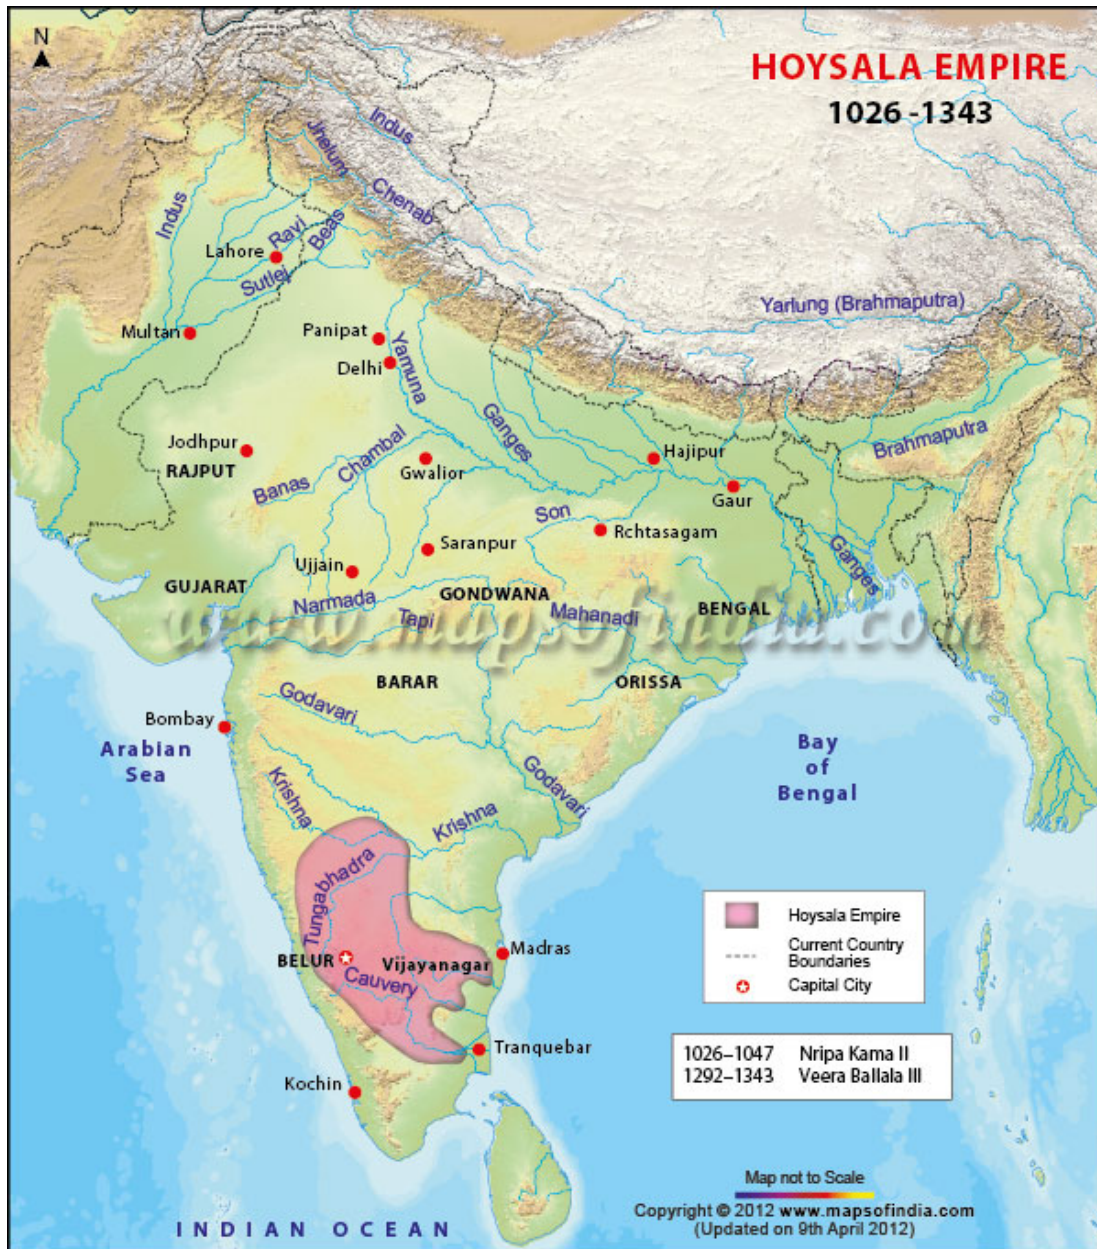 N
HOYSALA EMPIRE
1026 -1343
Indus
Jhelum
Chenab
Indus
Ravi
Beas
Lahore
Sutlej
Yarlung (Brahmaputra)
Multan
Panipat
Yamuna
Delhi
Ganges
Brahmaputra
Jodhpur
RAJPUT
Chambal
Banas
Gwalior
Hajipur
Gaur
Son
Rchtasagam
Saranpur
Ujjain
Ganges
GUJARAT
Narmada
GONDWANA
Tapi
Mahanadi
BENGAL
www.mapsofindia.com
BARAR
ORISSA
Godavari
Bombay
Arabian
Sea
Bay
of
Bengal
Godavari
Krishna
Krishna
Tungabhadra
Hoysala Empire
Current Country
Boundaries
Capital City
BELUR
Vijayanagar
Madras
Cauvery
Tranquebar
1026–1047 Nripa Kama II
1292–1343 Veera Ballala III
Kochin
Map not to Scale
Copyright © 2012 www.mapsofindia.com
(Updated on 9th April 2012)
INDIAN OCEAN